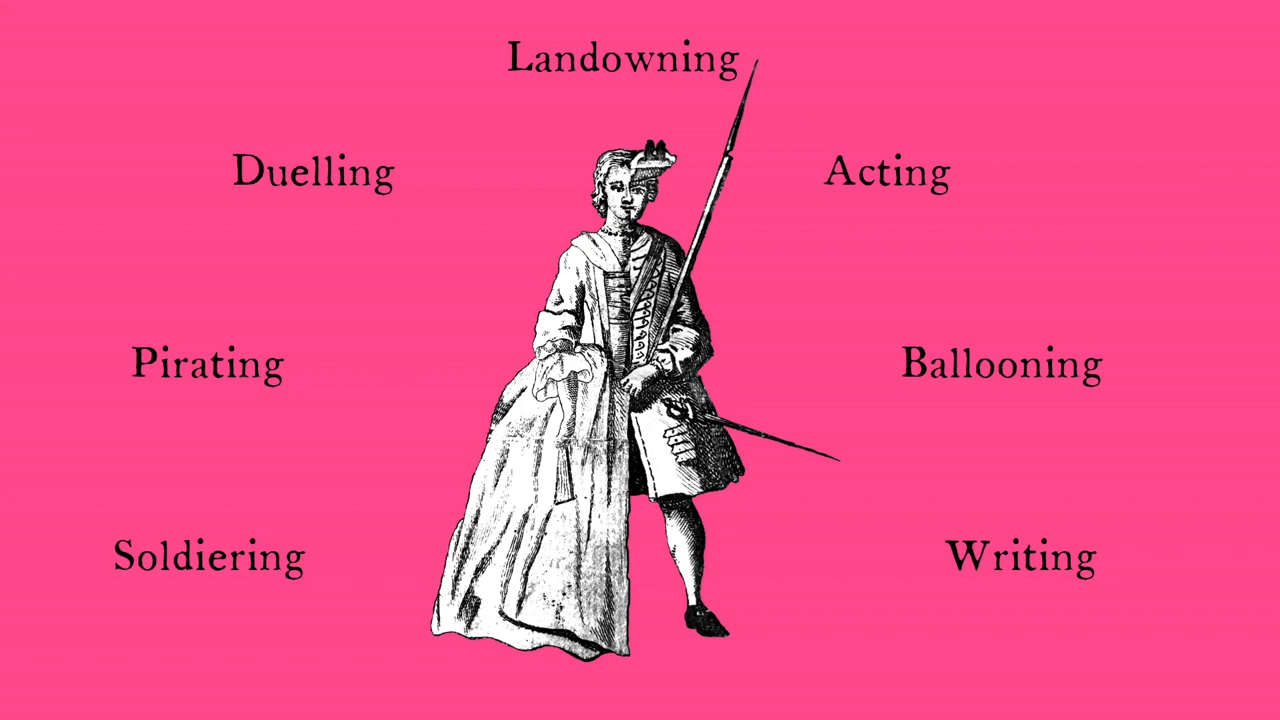 Landowning
Duelling
Acting
Pirating
Ballooning
Soldiering
Writing